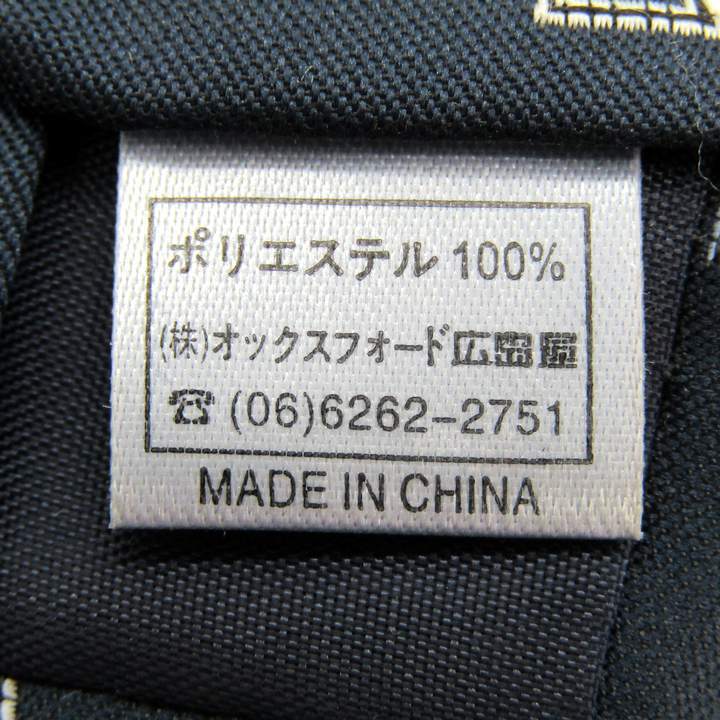 ポリエステル 100%
(株)オックスフォード広島屋
☎ (06)6262-2751
MADE IN CHINA